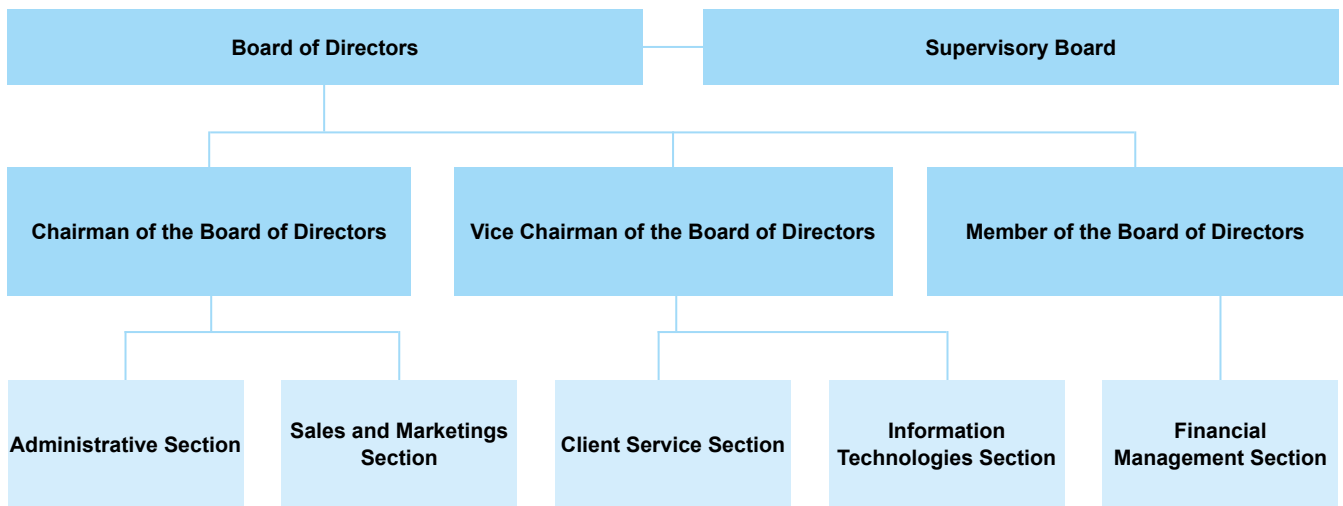 Board of Directors
Supervisory Board
Chairman of the Board of Directors
Vice Chairman of the Board of Directors
Member of the Board of Directors
Administrative Section
Sales and Marketings
Section
Client Service Section
Information
Technologies Section
Financial
Management Section